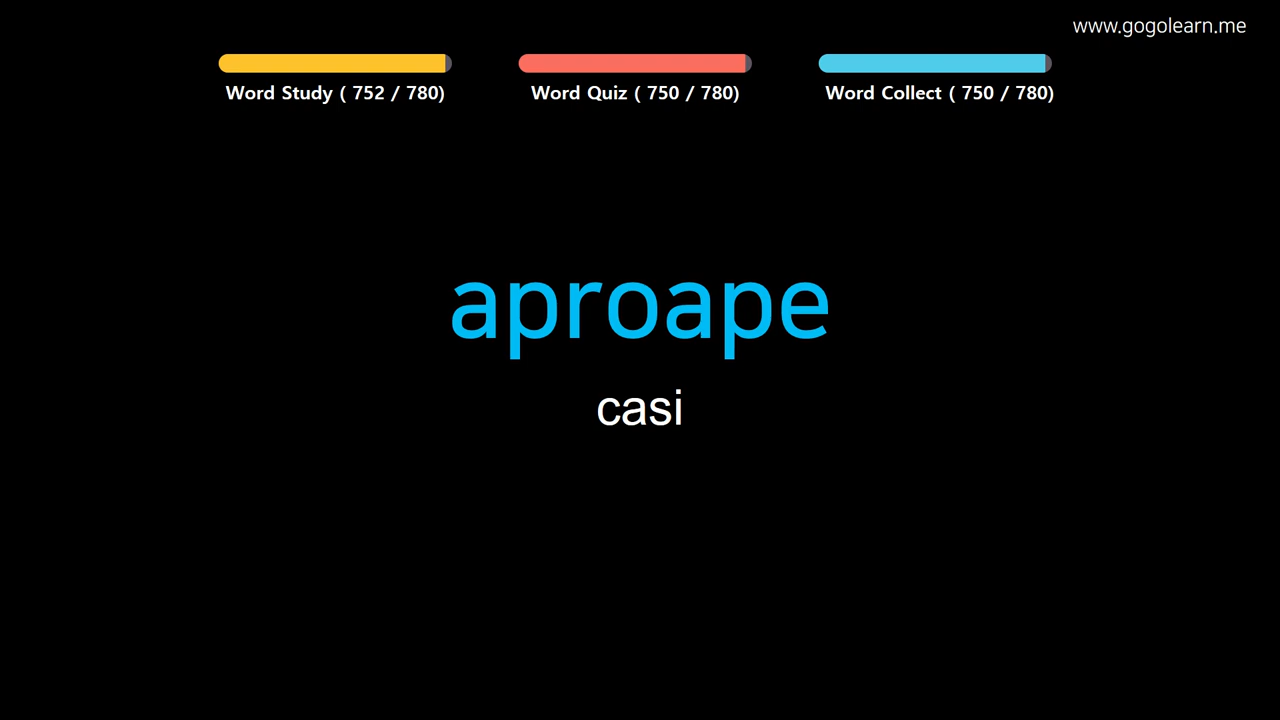 www.gogolearn.me
Word Study ( 752 / 780)
Word Quiz ( 750 / 780)
Word Collect ( 750 / 780)
aproape
casi